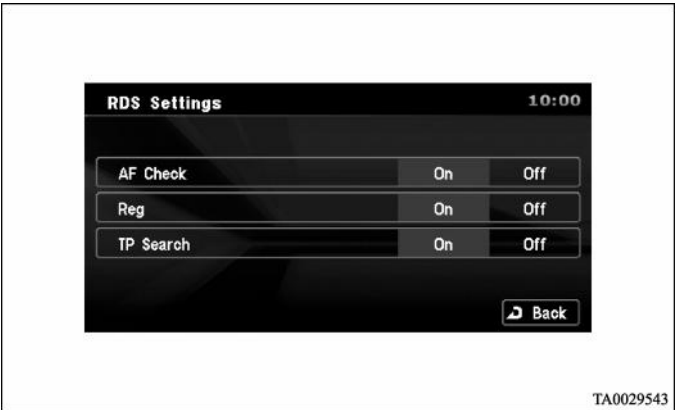 RDS Settings 10:00
AF Check On Off
Reg On Off
TP Search On Off
Back
TA0029543